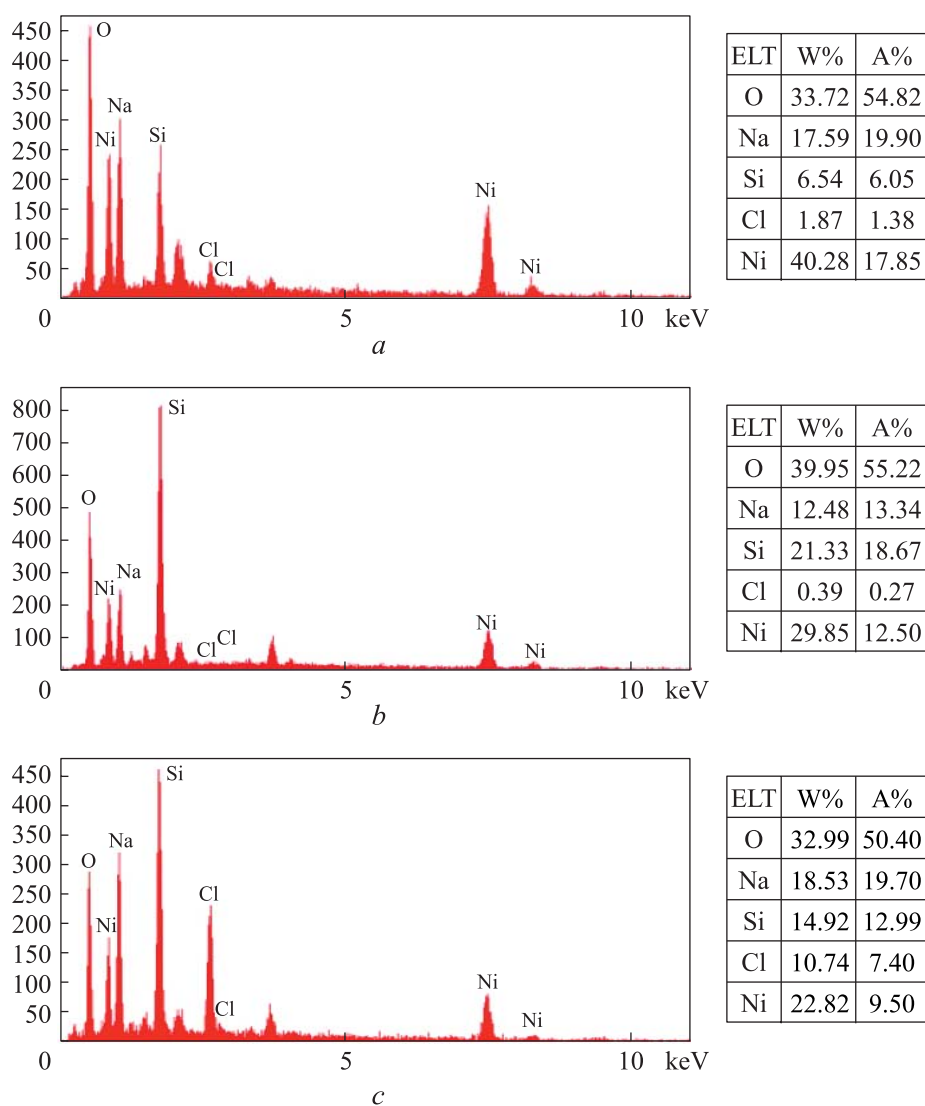 450
400
350
300
250
200
150
100
50
0
5
10
keV
O
Ni
Na
Si
Cl
Cl
Ni
Ni
a
ELT W% A%
O 33.72 54.82
Na 17.59 19.90
Si 6.54 6.05
Cl 1.87 1.38
Ni 40.28 17.85
800
700
600
500
400
300
200
100
0
5
10
keV
O
Ni
Na
Si
Cl
Cl
Ni
Ni
b
ELT W% A%
O 39.95 55.22
Na 12.48 13.34
Si 21.33 18.67
Cl 0.39 0.27
Ni 29.85 12.50
450
400
350
300
250
200
150
100
50
0
5
10
keV
O
Ni
Na
Si
Cl
Cl
Ni
Ni
c
ELT W% A%
O 32.99 50.40
Na 18.53 19.70
Si 14.92 12.99
Cl 10.74 7.40
Ni 22.82 9.50